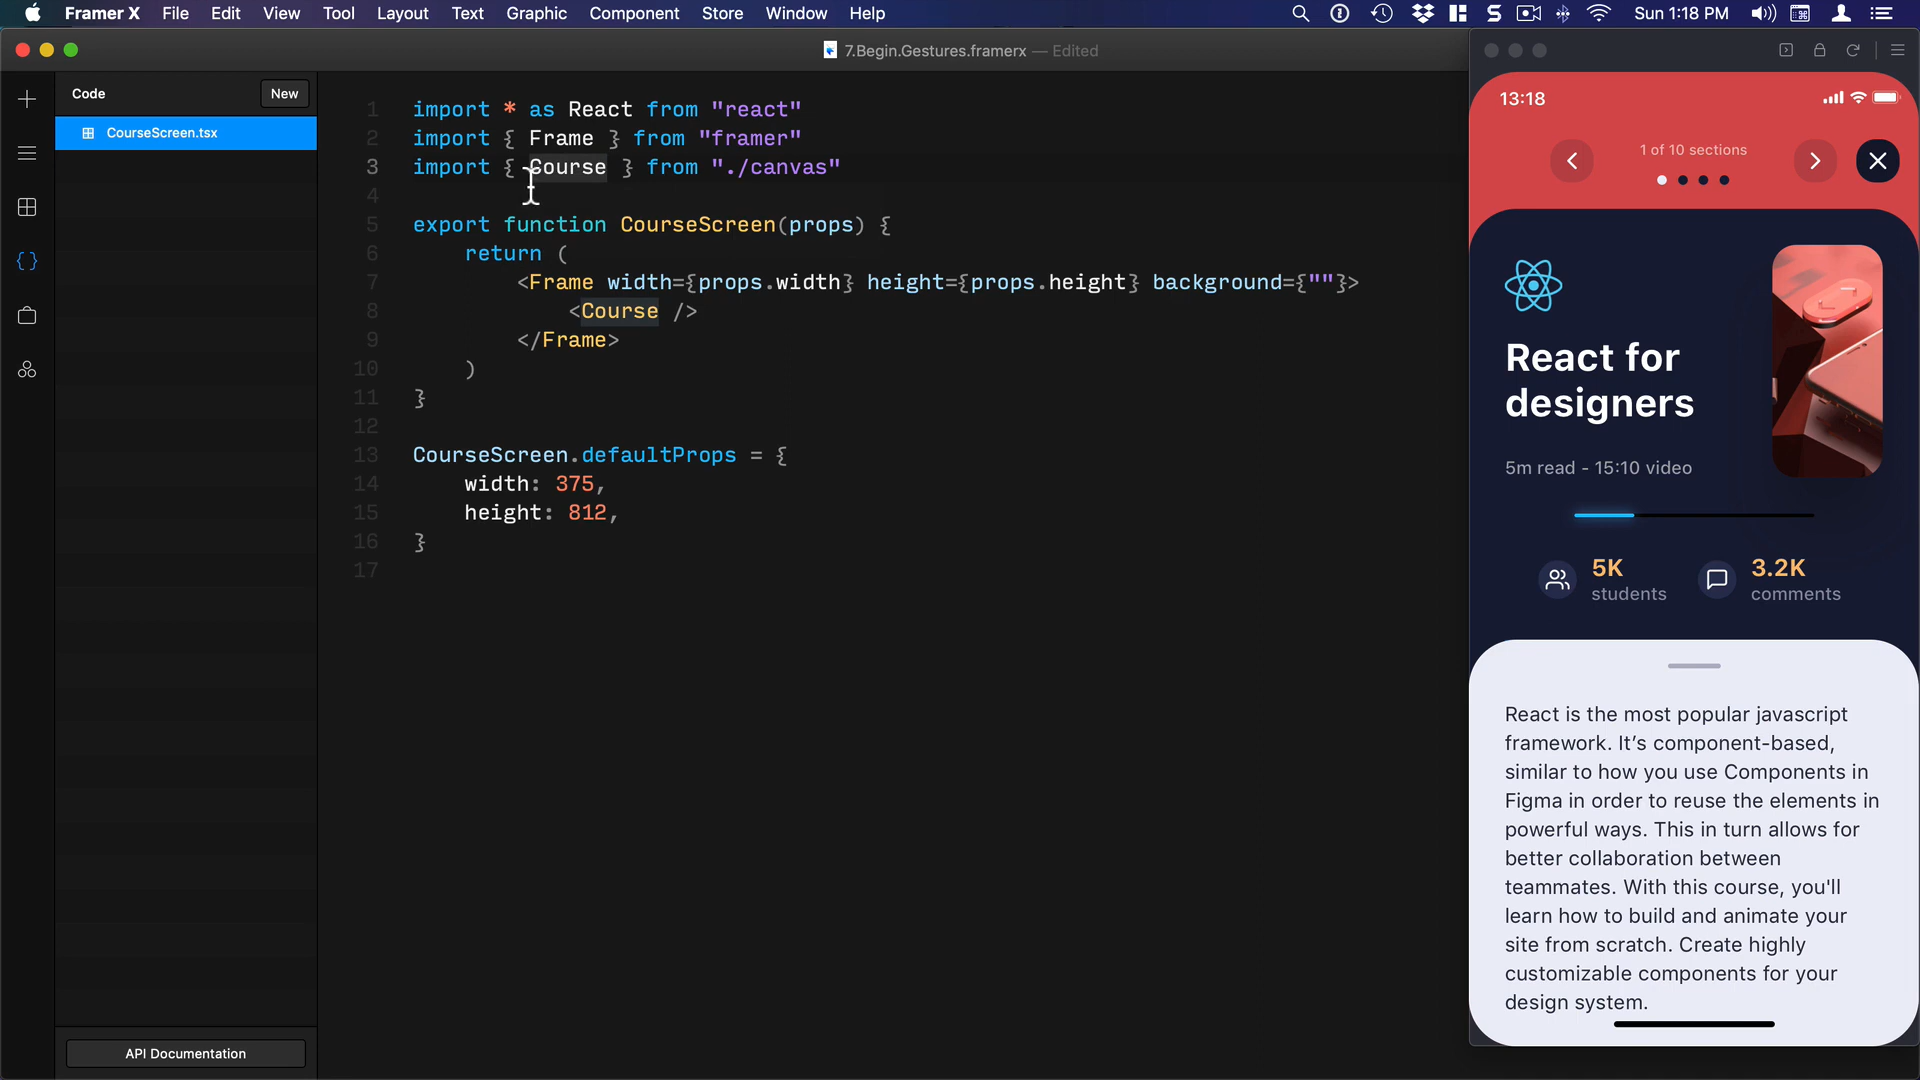 Framer X File Edit View Tool Layout Text Graphic Component Store Window Help Sun 1:18 PM
7.Begin.Gestures.framerx — Edited
Code New
CourseScreen.tsx
1 import * as React from "react"
2 import { Frame } from "framer"
3 import { Course } from "./canvas"
4
5 export function CourseScreen(props) {
6 return (
7 <Frame width={props.width} height={props.height} background={""}>
8 <Course />
9 </Frame>
10 )
11 }
12
13 CourseScreen.defaultProps = {
14 width: 375,
15 height: 812,
16 }
17
API Documentation
13:18
1 of 10 sections
React for
designers
5m read - 15:10 video
5K
students
3.2K
comments
React is the most popular javascript
framework. It’s component-based,
similar to how you use Components in
Figma in order to reuse the elements in
powerful ways. This in turn allows for
better collaboration between
teammates. With this course, you'll
learn how to build and animate your
site from scratch. Create highly
customizable components for your
design system.